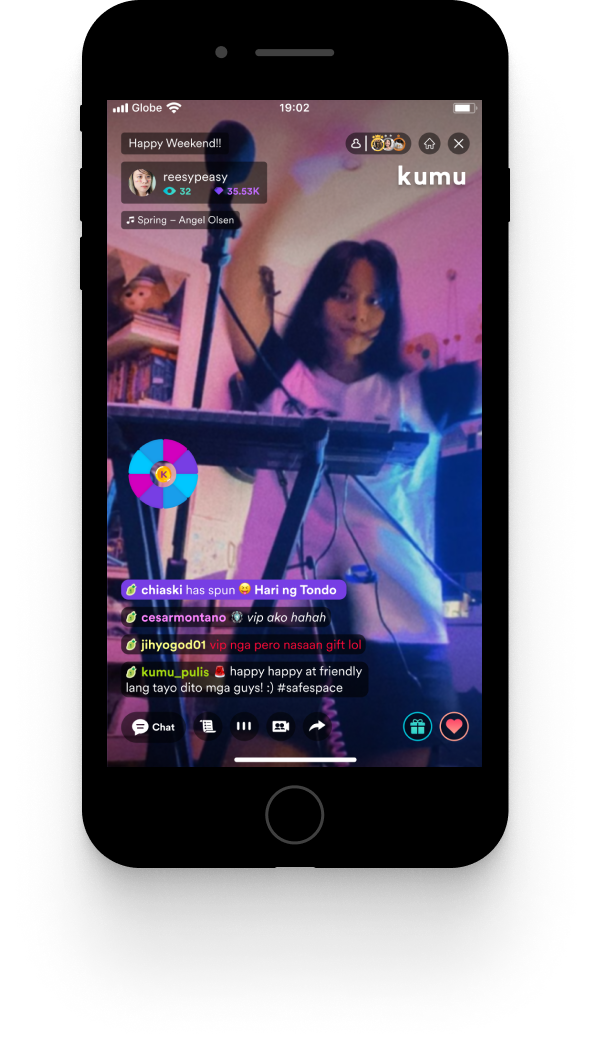 Globe 19:02
Happy Weekend!!
reesypeasy
32 35.53K
kumu
Spring – Angel Olsen
K
chiaski has spun Hari ng Tondo
cesarmontano vip ako hahah
jihyogod01 vip nga pero nasaan gift lol
kumu_pulis happy happy at friendly
lang tayo dito mga guys! :) #safespace
Chat